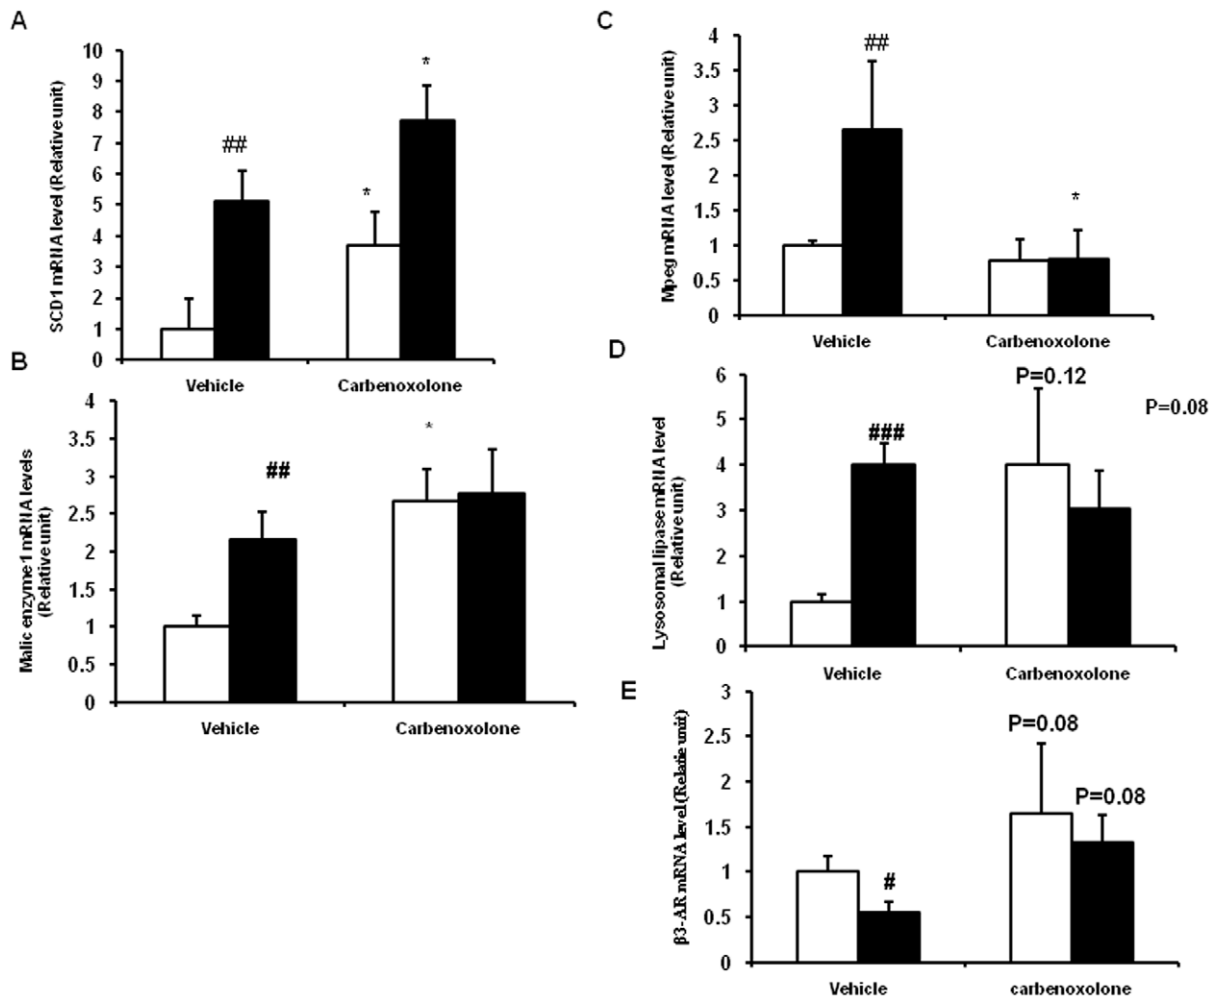 A
SCD1 mRNA level (Relative unit)
10
9
8
7
6
5
4
3
2
1
0
##
*
*
Vehicle
Carbenoxolone
B
Malic enzyme1 mRNA levels
(Relative unit)
4
3.5
3
2.5
2
1.5
1
0.5
0
##
*
Vehicle
Carbenoxolone
C
Mpeg mRNA level (Relative unit)
4
3.5
3
2.5
2
1.5
1
0.5
0
##
*
Vehicle
Carbenoxolone
D
Lysosomal lipase mRNA level
(Relative unit)
6
5
4
3
2
1
0
###
P=0.12
P=0.08
Vehicle
Carbenoxolone
E
β3-AR mRNA level (Relatie unit)
3
2.5
2
1.5
1
0.5
0
#
P=0.08
P=0.08
Vehicle
carbenoxolone